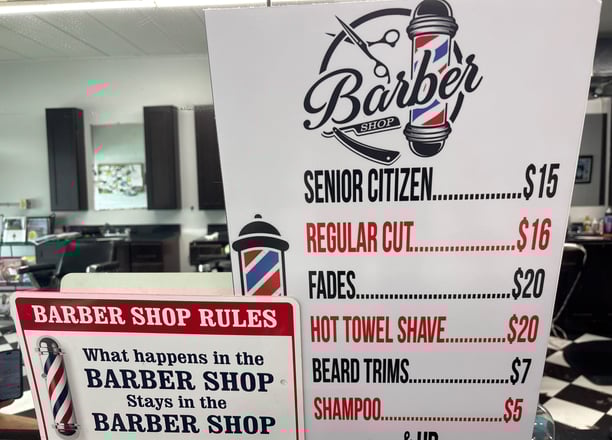 Barber
SHOP
SENIOR CITIZEN................$15
REGULAR CUT..................$16
FADES...........................$20
HOT TOWEL SHAVE............$20
BEARD TRIMS..................$7
SHAMPOO......................$5
& UP
BARBER SHOP RULES
What happens in the
BARBER SHOP
Stays in the
BARBER SHOP